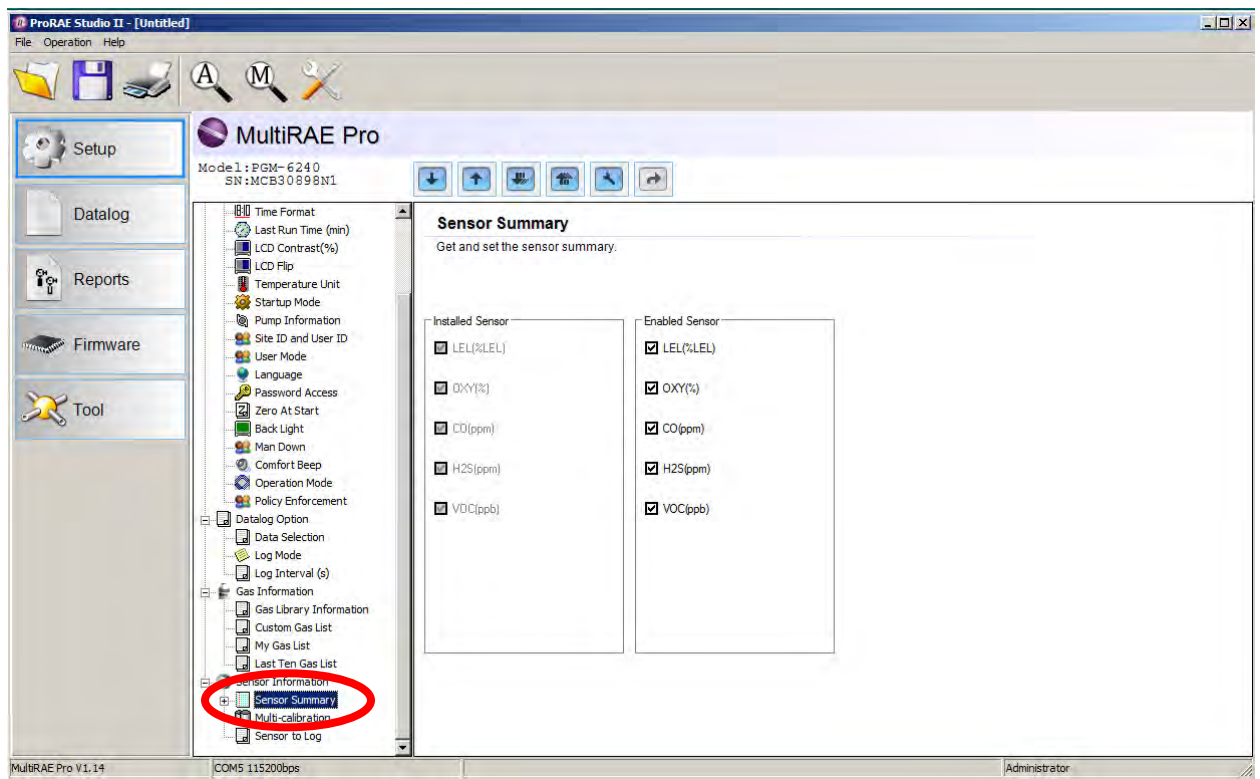 ProRAE Studio II - [Untitled]
File Operation Help
A M
MultiRAE Pro
Model:PGM-6240
SN:MCB30898N1
Setup
Datalog
Reports
Firmware
Tool
Time Format
Last Run Time (min)
LCD Contrast(%)
LCD Flip
Temperature Unit
Startup Mode
Pump Information
Site ID and User ID
User Mode
Language
Password Access
Zero At Start
Back Light
Man Down
Comfort Beep
Operation Mode
Policy Enforcement
Datalog Option
Data Selection
Log Mode
Log Interval (s)
Gas Information
Gas Library Information
Custom Gas List
My Gas List
Last Ten Gas List
Sensor Information
Sensor Summary
Multi-calibration
Sensor to Log
Sensor Summary
Get and set the sensor summary.
Installed Sensor
LEL(%LEL)
OXY(%)
CO(ppm)
H2S(ppm)
VOC(ppb)
Enabled Sensor
LEL(%LEL)
OXY(%)
CO(ppm)
H2S(ppm)
VOC(ppb)
MultiRAE Pro V1.14
COM5 115200bps
Administrator